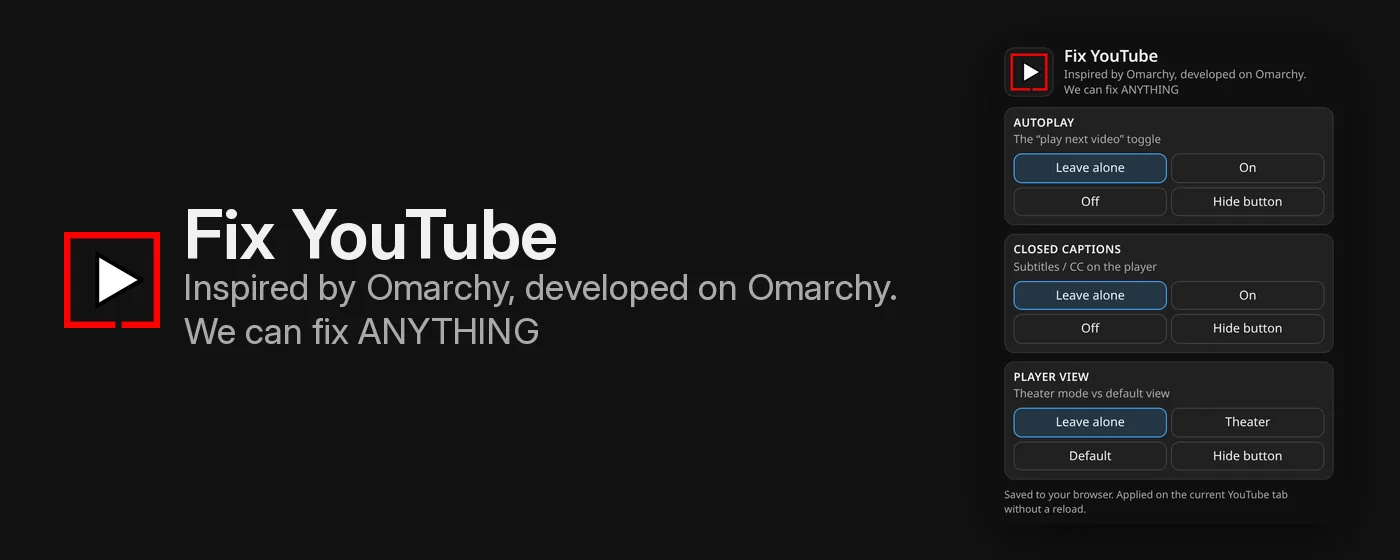 Fix YouTube
Inspired by Omarchy, developed on Omarchy.
We can fix ANYTHING
Fix YouTube
Inspired by Omarchy, developed on Omarchy.
We can fix ANYTHING
AUTOPLAY
The “play next video” toggle
Leave alone
On
Off
Hide button
CLOSED CAPTIONS
Subtitles / CC on the player
Leave alone
On
Off
Hide button
PLAYER VIEW
Theater mode vs default view
Leave alone
Theater
Default
Hide button
Saved to your browser. Applied on the current YouTube tab
without a reload.